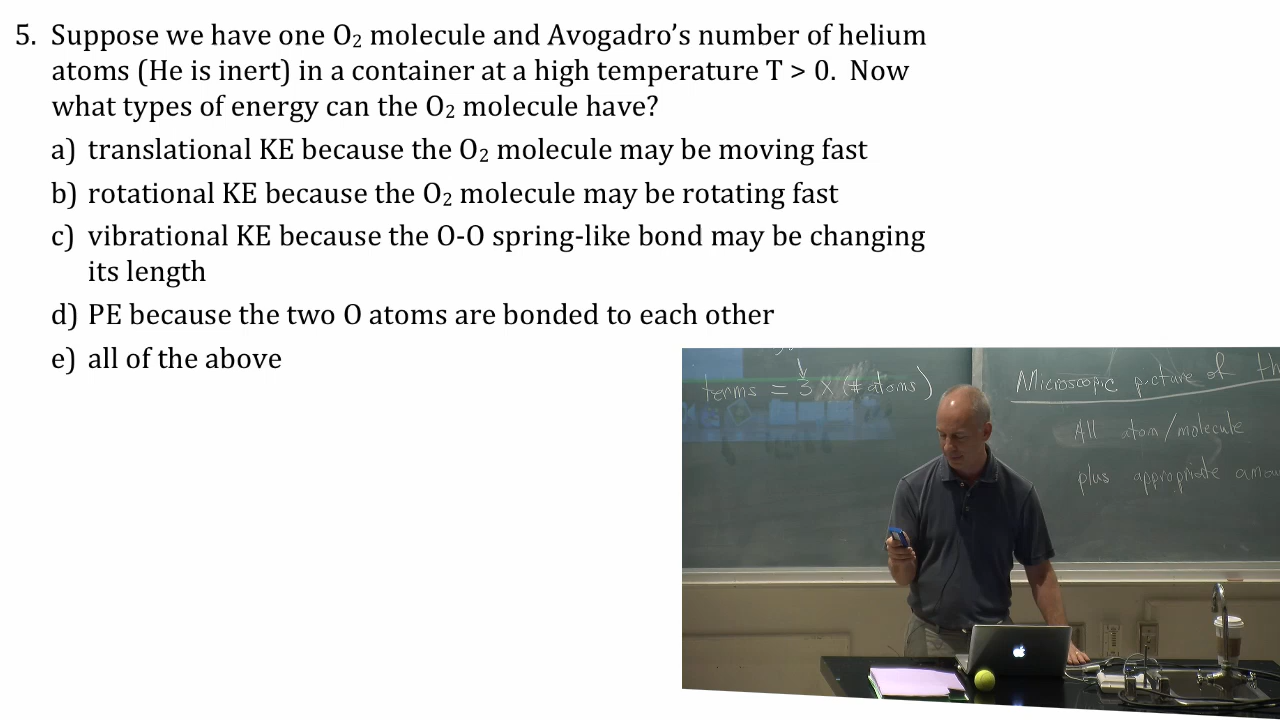 5. Suppose we have one O₂ molecule and Avogadro's number of helium
atoms (He is inert) in a container at a high temperature T > 0. Now
what types of energy can the O₂ molecule have?
a) translational KE because the O₂ molecule may be moving fast
b) rotational KE because the O₂ molecule may be rotating fast
c) vibrational KE because the O-O spring-like bond may be changing
its length
d) PE because the two O atoms are bonded to each other
e) all of the above
terms = 3 × (# atoms)
Microscopic picture of th
All atom/molecule
plus appropriate amou